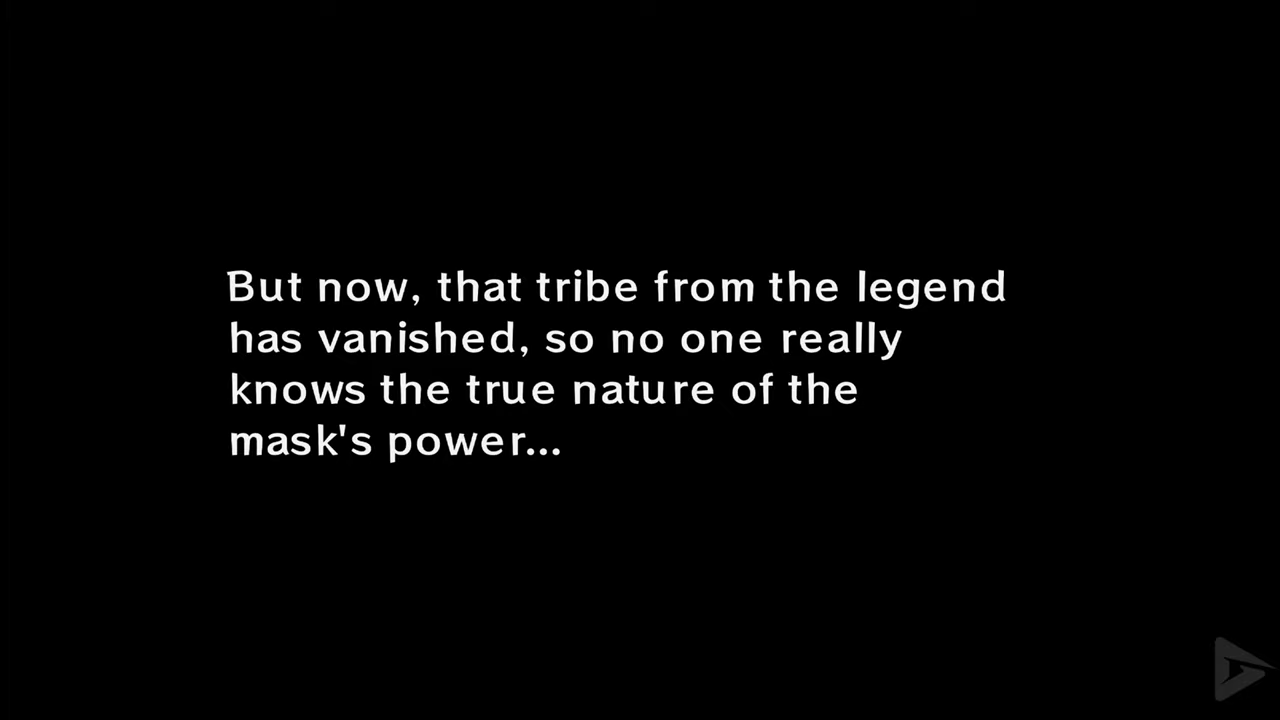 But now, that tribe from the legend
has vanished, so no one really
knows the true nature of the
mask's power...